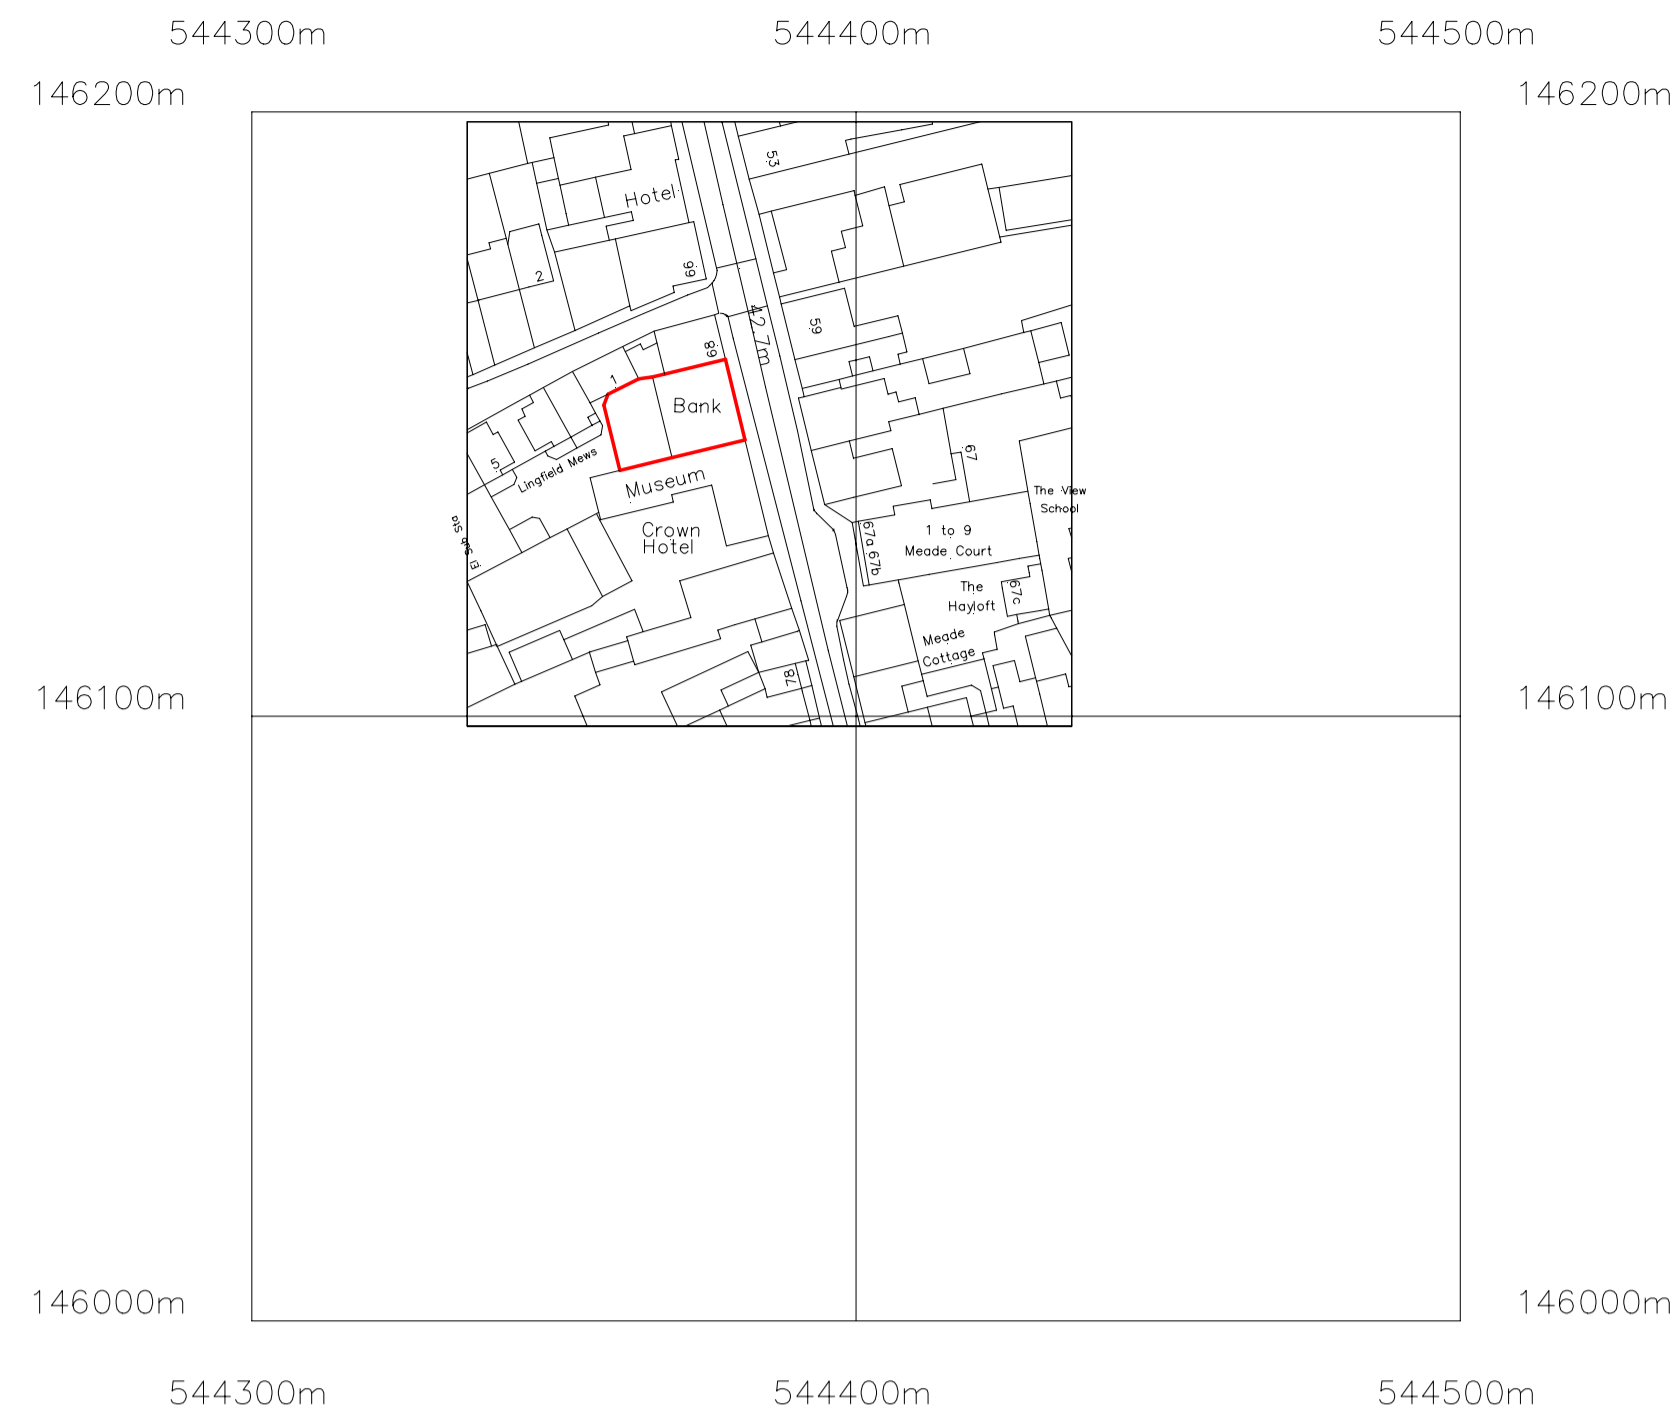 544300m 544400m 544500m
146200m 146200m
53
Hotel
66
2
42.7m
59
68
1
Bank
67
5
Lingfield Mews
Museum
The View
School
El Sub Sta
Crown
Hotel
67a 67b
1 to 9
Meade Court
The
Hayloft
67c
Meade
Cottage
78
146100m 146100m
146000m 146000m
544300m 544400m 544500m